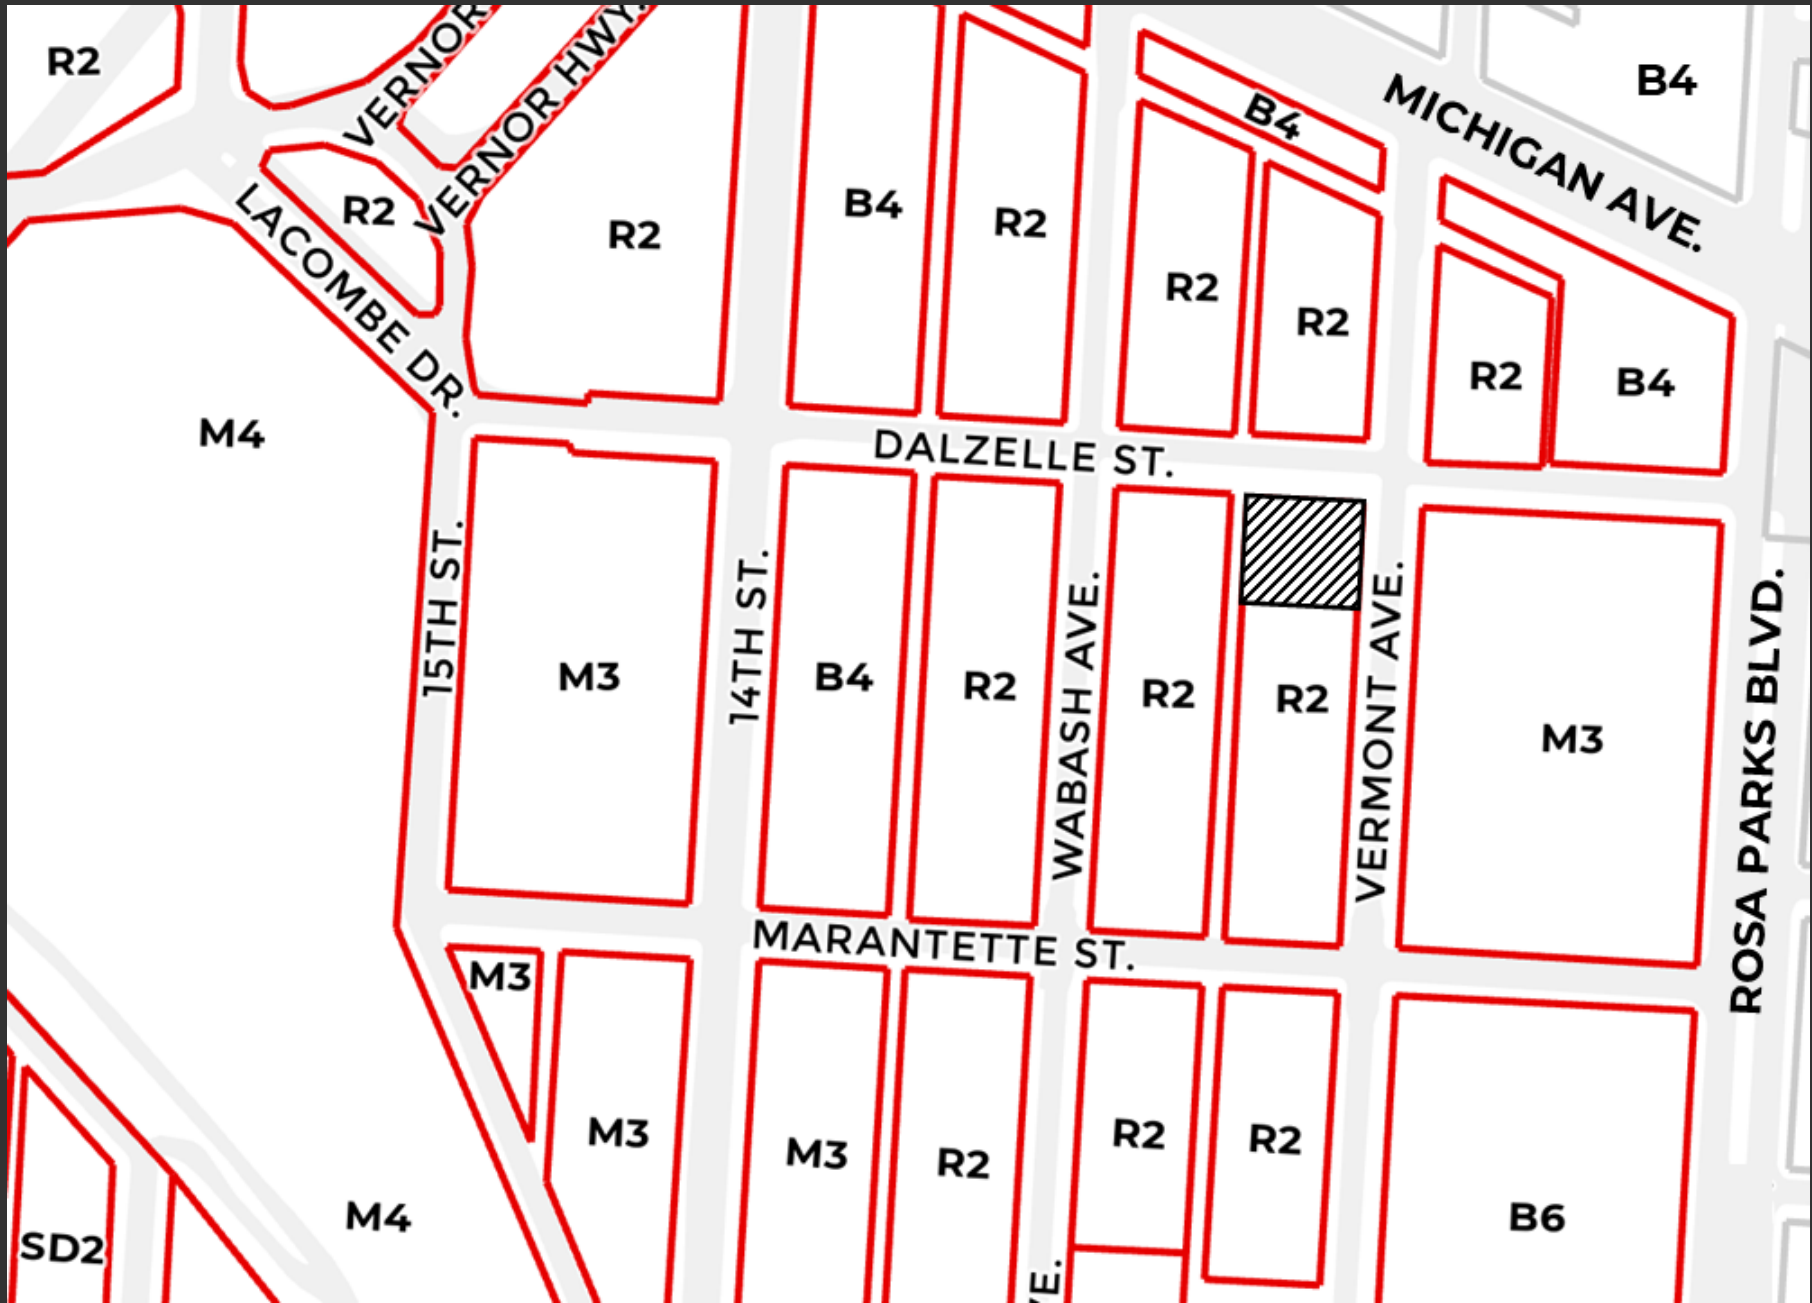 R2
VERNOR
VERNOR HWY.
B4
MICHIGAN AVE.
B4
R2
LACOMBE DR.
R2
B4
R2
R2
R2
R2
B4
M4
DALZELLE ST.
15TH ST.
M3
14TH ST.
B4
R2
WABASH AVE.
R2
R2
VERMONT AVE.
M3
ROSA PARKS BLVD.
MARANTETTE ST.
M3
M3
M3
R2
R2
R2
B6
M4
SD2
VE.